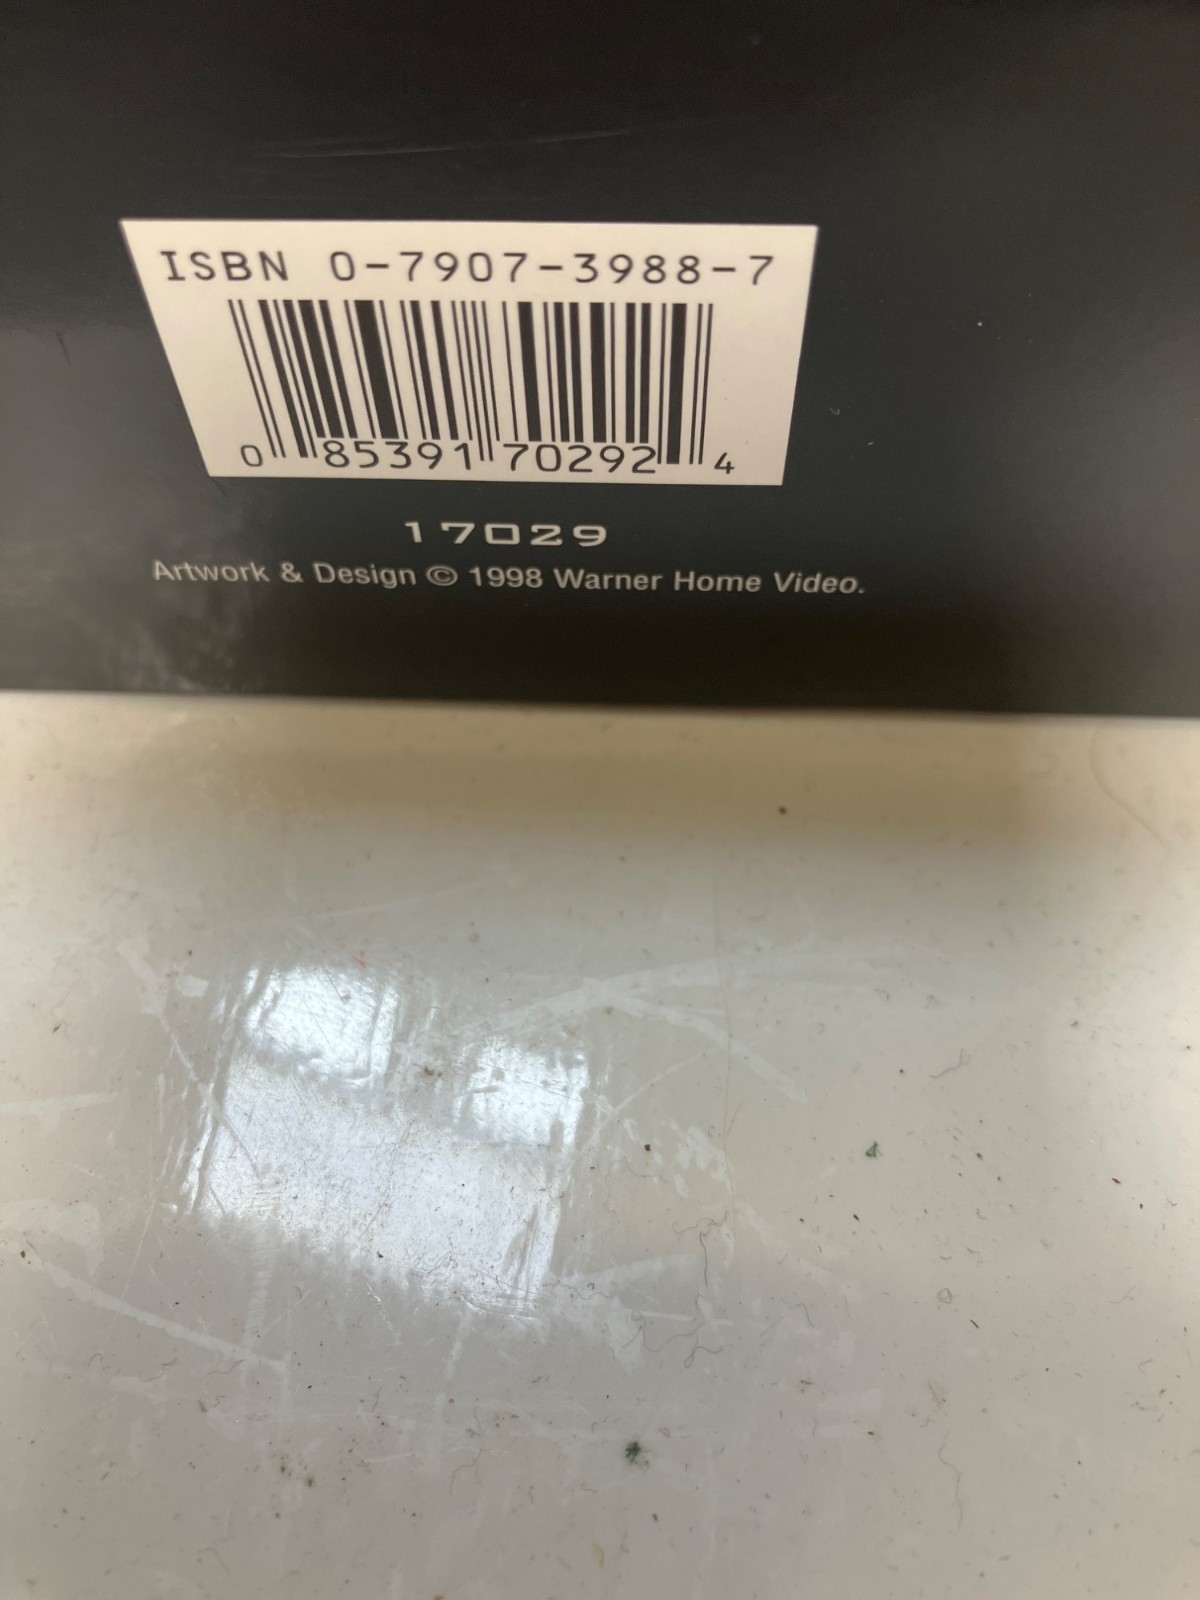 ISBN 0-7907-3988-7
0 85391 70292 4
17029
Artwork & Design © 1998 Warner Home Video.